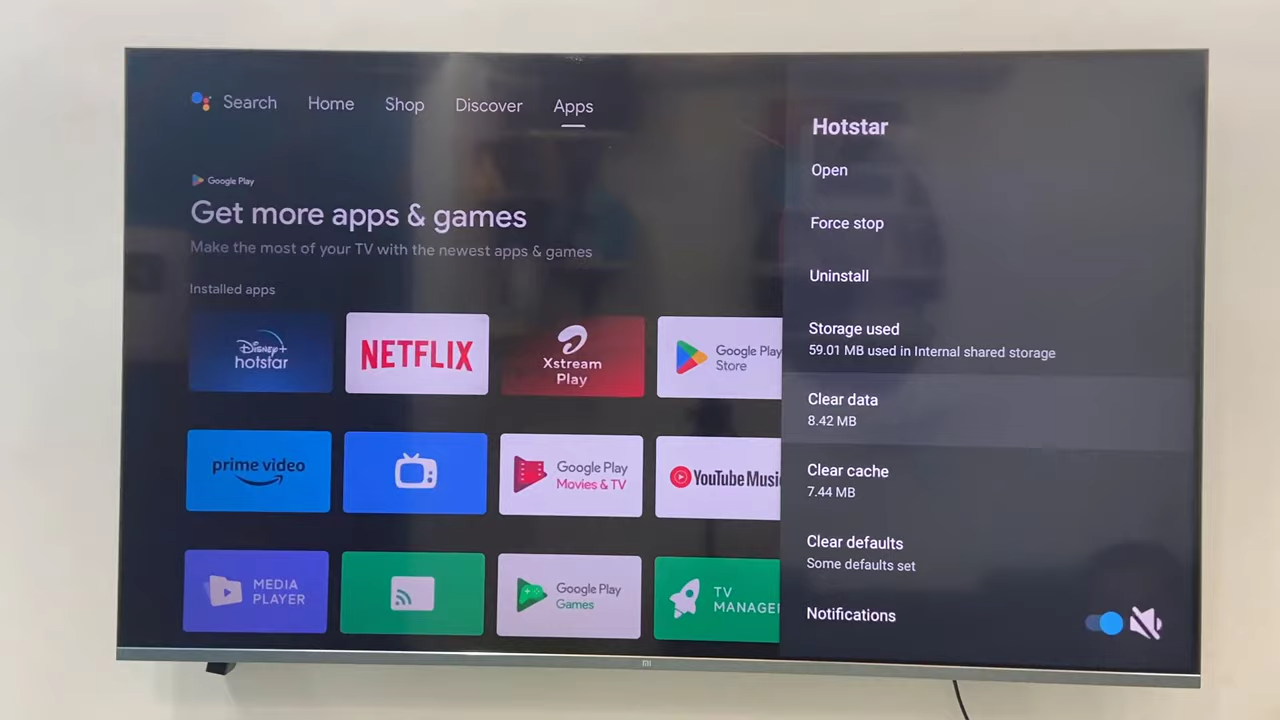 Search Home Shop Discover Apps
Google Play
Get more apps & games
Make the most of your TV with the newest apps & games
Installed apps
Disney+
hotstar
NETFLIX
Xstream
Play
Google Play
Store
prime video
Google Play
Movies & TV
YouTube Musi
MEDIA
PLAYER
Google Play
Games
TV
MANAGE
Hotstar
Open
Force stop
Uninstall
Storage used
59.01 MB used in Internal shared storage
Clear data
8.42 MB
Clear cache
7.44 MB
Clear defaults
Some defaults set
Notifications
MI